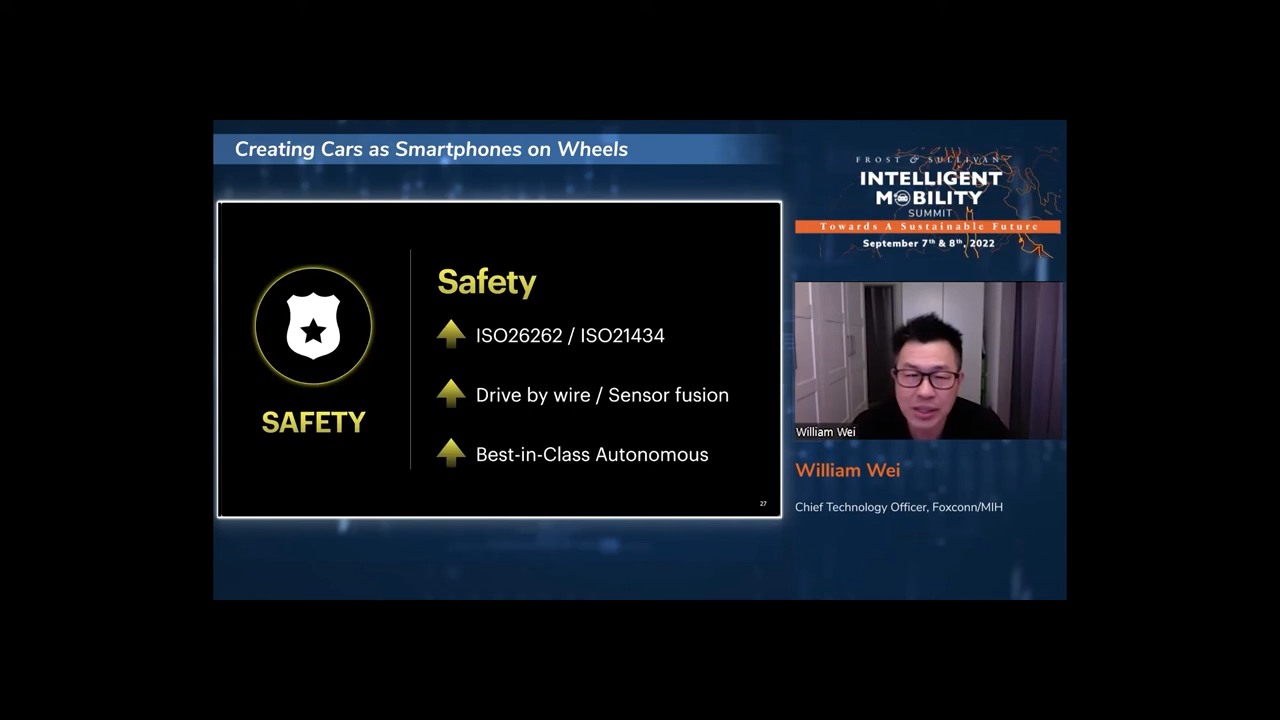 Creating Cars as Smartphones on Wheels
SAFETY
Safety
ISO26262 / ISO21434
Drive by wire / Sensor fusion
Best-in-Class Autonomous
27
FROST & SULLIVAN
INTELLIGENT
MOBILITY
SUMMIT
Towards A Sustainable Future
September 7th & 8th, 2022
William Wei
William Wei
Chief Technology Officer, Foxconn/MIH